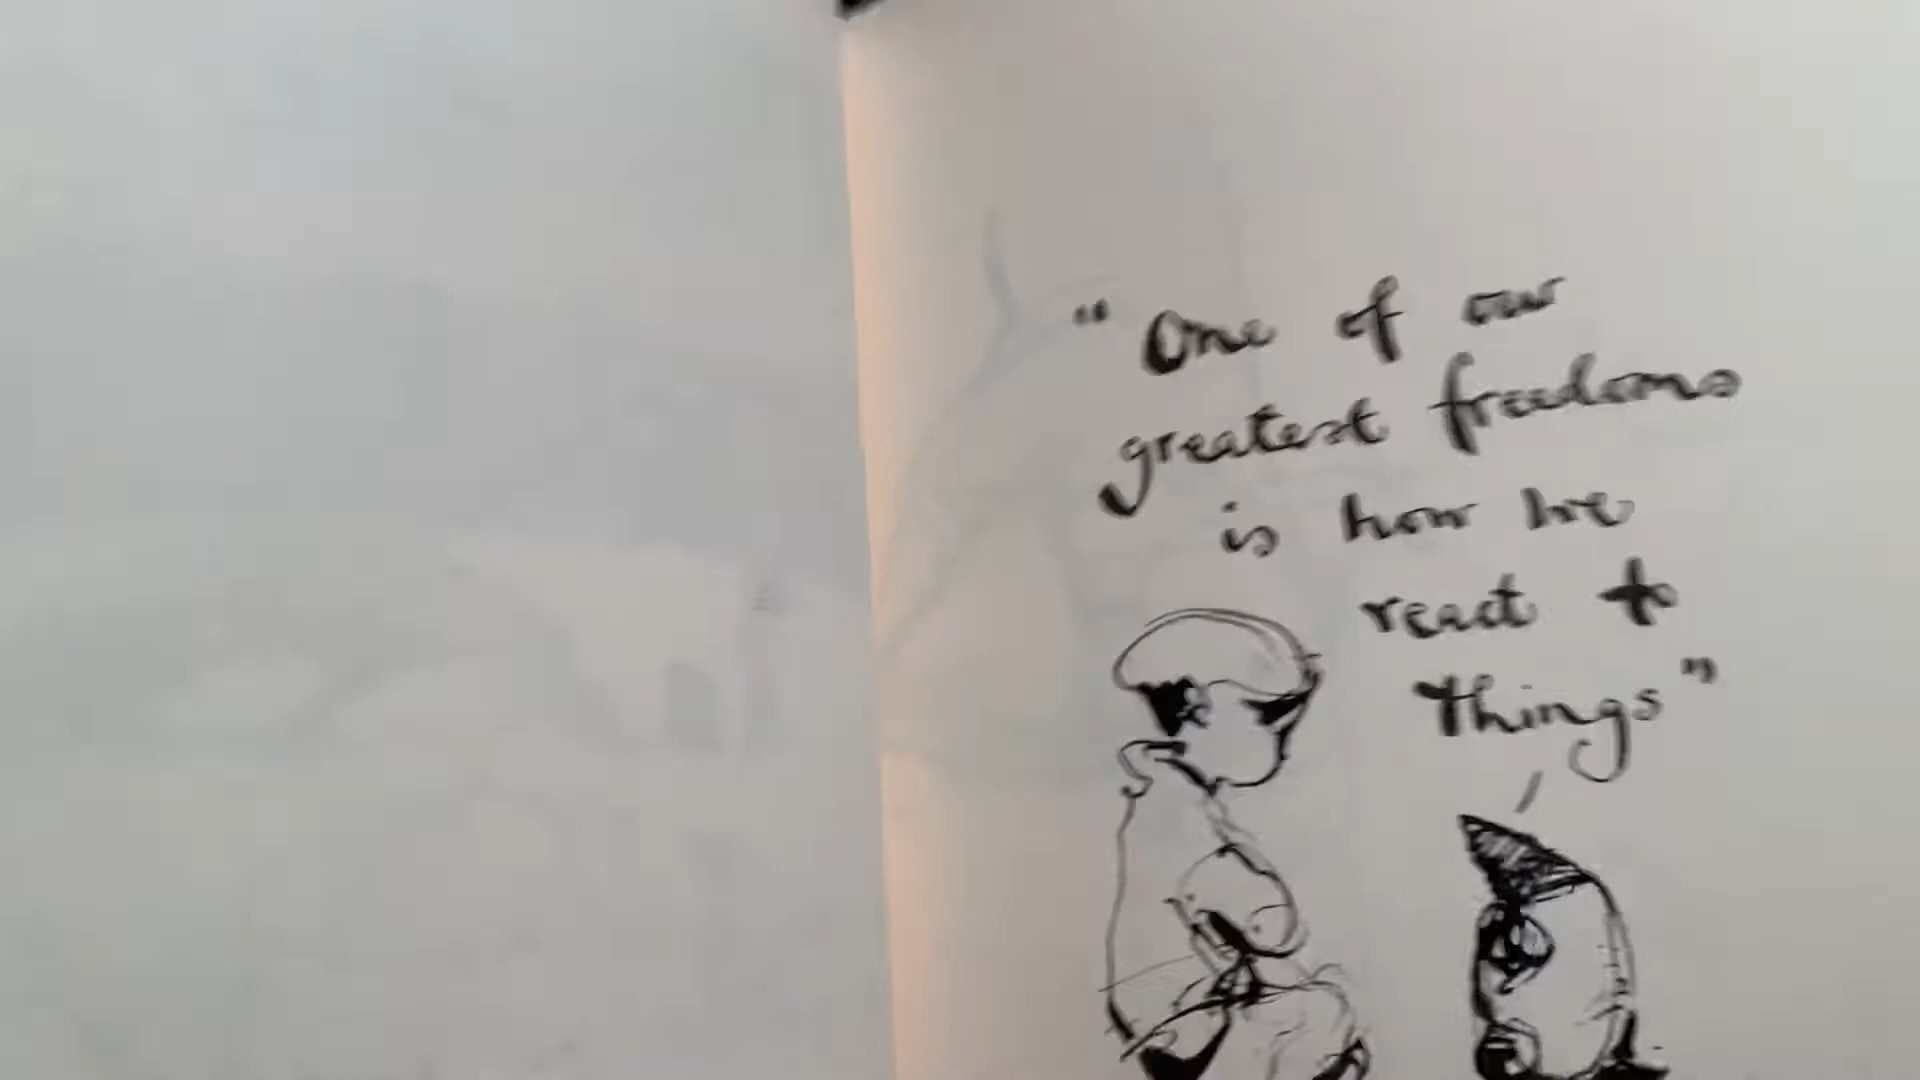 "One of our
greatest freedoms
is how we
react to
things"